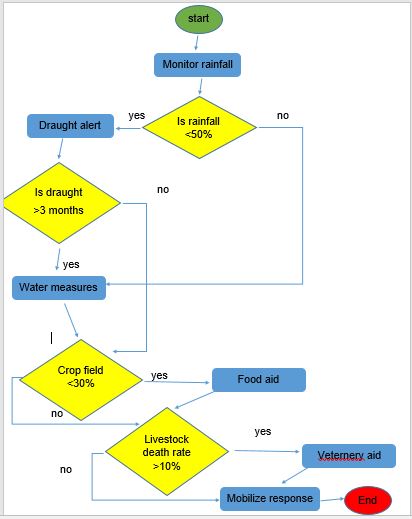 start
Monitor rainfall
yes
no
Draught alert
Is rainfall
<50%
Is draught
>3 months
no
yes
Water measures
Crop field
<30%
yes
Food aid
no
Livestock
death rate
>10%
yes
Veternery aid
no
Mobilize response
End